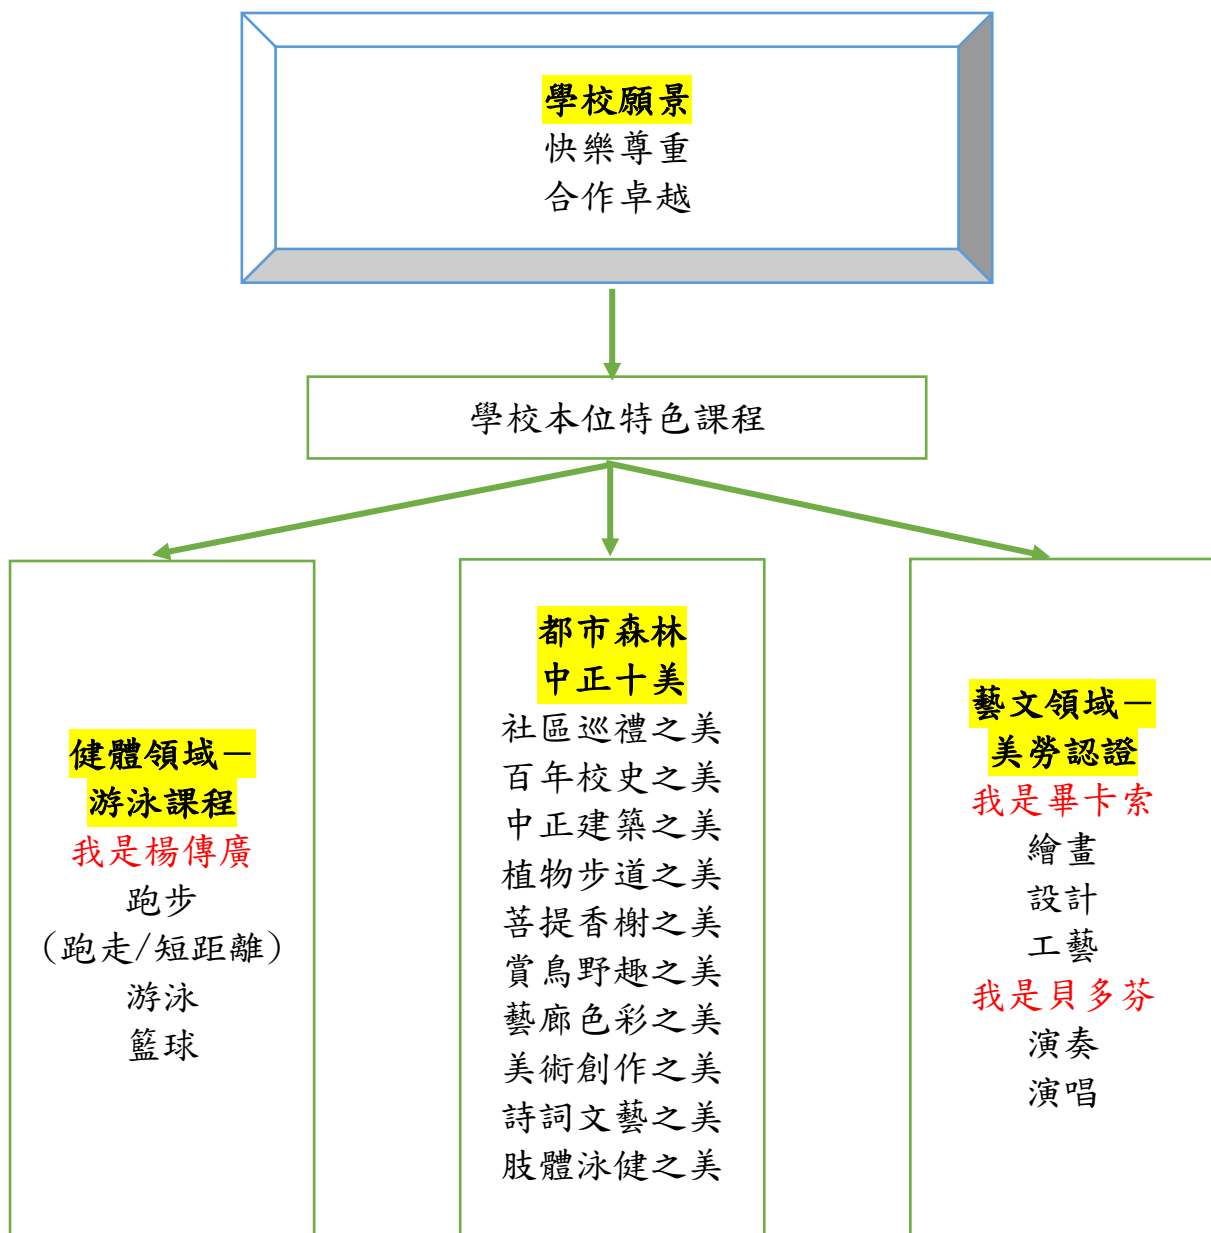 學校願景
快樂尊重
合作卓越
學校本位特色課程
健體領域－
游泳課程
我是楊傳廣
跑步
（跑走/短距離）
游泳
籃球
都市森林
中正十美
社區巡禮之美
百年校史之美
中正建築之美
植物步道之美
菩提香榭之美
賞鳥野趣之美
藝廊色彩之美
美術創作之美
詩詞文藝之美
肢體泳健之美
藝文領域－
美勞認證
我是畢卡索
繪畫
設計
工藝
我是貝多芬
演奏
演唱